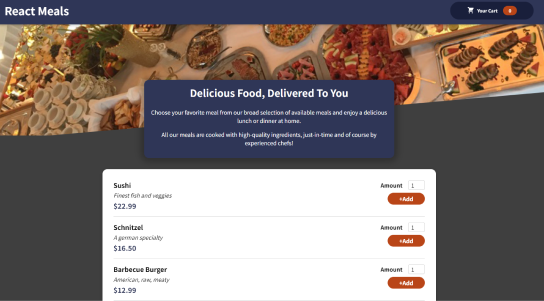 React Meals
Your Cart 0
Delicious Food, Delivered To You
Choose your favorite meal from our broad selection of available meals and enjoy a delicious
lunch or dinner at home.
All our meals are cooked with high-quality ingredients, just-in-time and of course by
experienced chefs!
Sushi
Finest fish and veggies
$22.99
Amount 1
+Add
Schnitzel
A german specialty
$16.50
Amount 1
+Add
Barbecue Burger
American, raw, meaty
$12.99
Amount 1
+Add